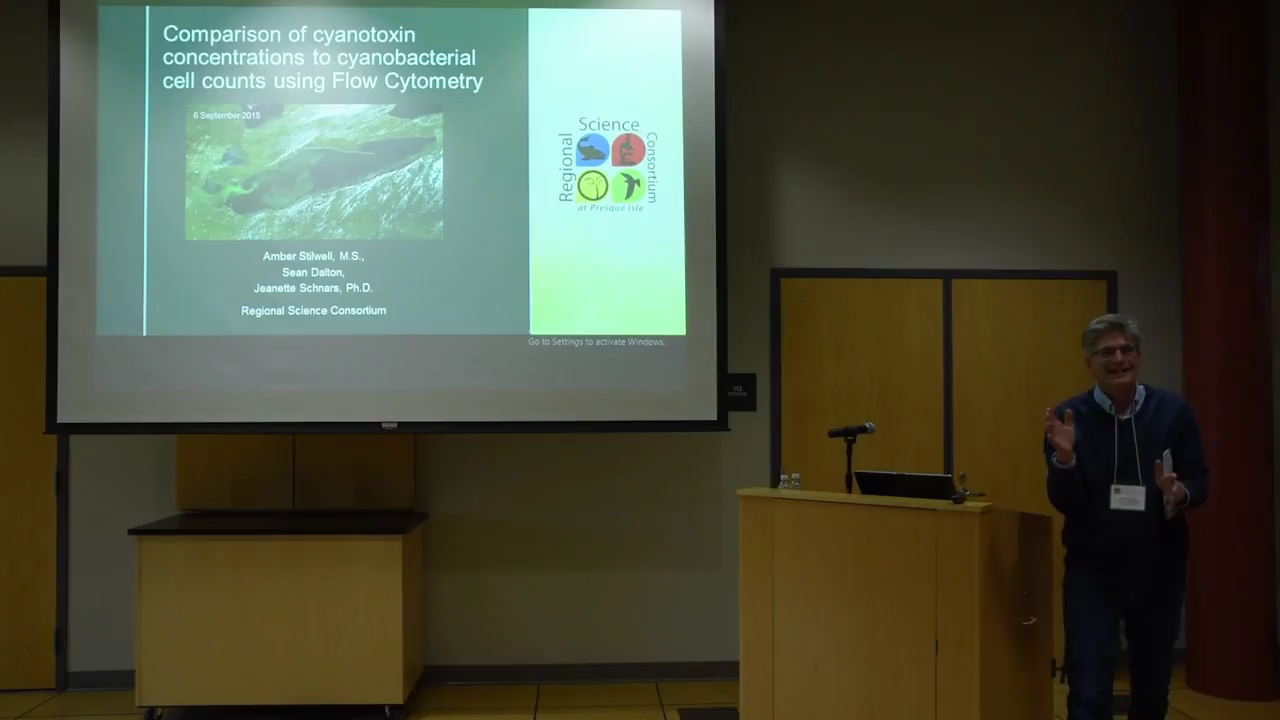 Comparison of cyanotoxin
concentrations to cyanobacterial
cell counts using Flow Cytometry
6 September 2015
Amber Stilwell, M.S.,
Sean Dalton,
Jeanette Schnars, Ph.D.
Regional Science Consortium
Regional
Science
Consortium
at Presque Isle
Go to Settings to activate Windows.
113